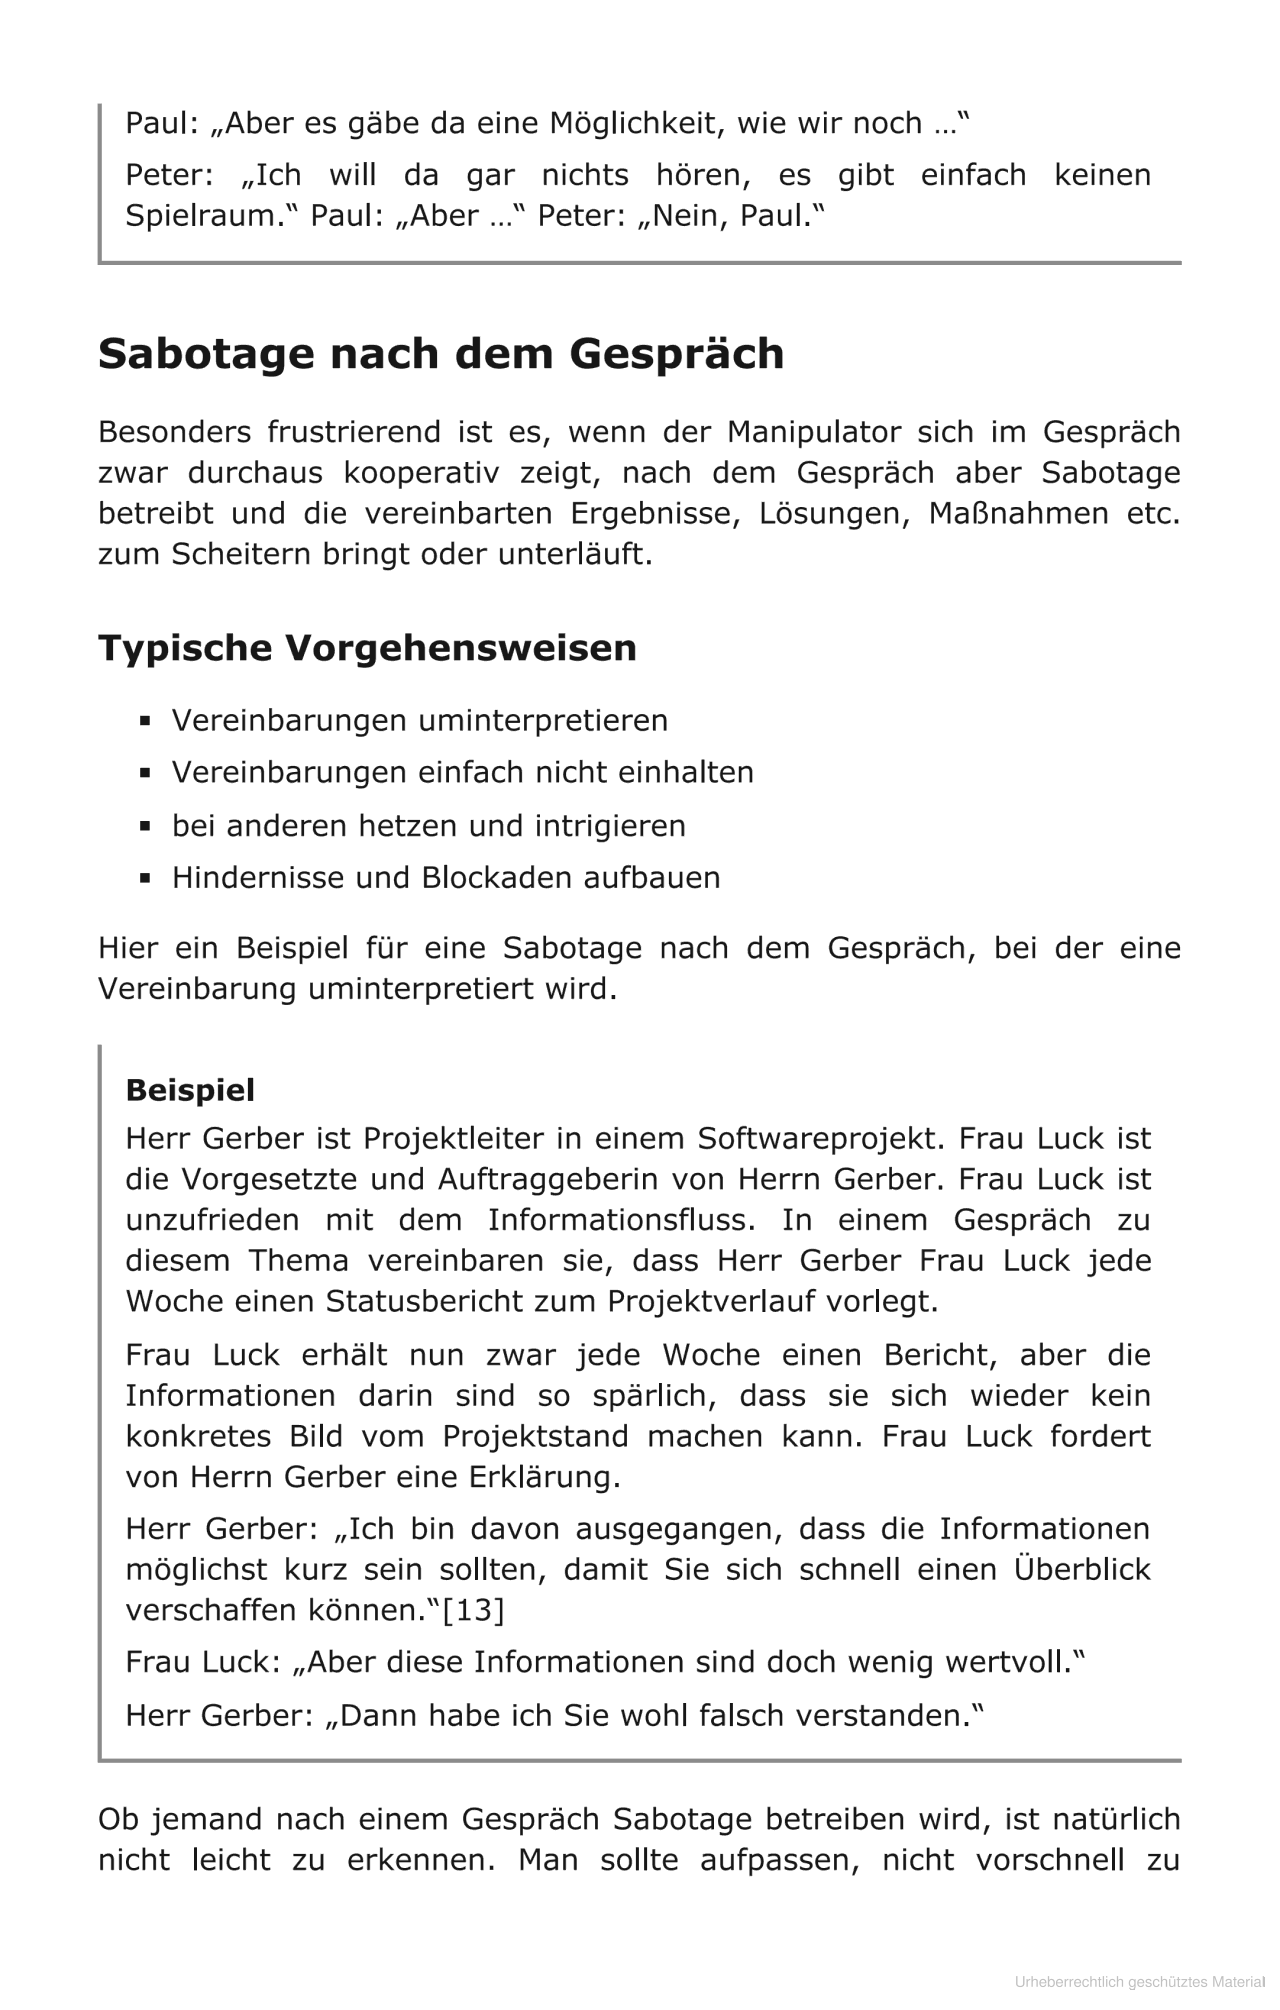 Paul: „Aber es gäbe da eine Möglichkeit, wie wir noch …“
Peter: „Ich will da gar nichts hören, es gibt einfach keinen
Spielraum.“ Paul: „Aber …“ Peter: „Nein, Paul.“
Sabotage nach dem Gespräch
Besonders frustrierend ist es, wenn der Manipulator sich im Gespräch
zwar durchaus kooperativ zeigt, nach dem Gespräch aber Sabotage
betreibt und die vereinbarten Ergebnisse, Lösungen, Maßnahmen etc.
zum Scheitern bringt oder unterläuft.
Typische Vorgehensweisen
▪ Vereinbarungen uminterpretieren
▪ Vereinbarungen einfach nicht einhalten
▪ bei anderen hetzen und intrigieren
▪ Hindernisse und Blockaden aufbauen
Hier ein Beispiel für eine Sabotage nach dem Gespräch, bei der eine
Vereinbarung uminterpretiert wird.
Beispiel
Herr Gerber ist Projektleiter in einem Softwareprojekt. Frau Luck ist
die Vorgesetzte und Auftraggeberin von Herrn Gerber. Frau Luck ist
unzufrieden mit dem Informationsfluss. In einem Gespräch zu
diesem Thema vereinbaren sie, dass Herr Gerber Frau Luck jede
Woche einen Statusbericht zum Projektverlauf vorlegt.
Frau Luck erhält nun zwar jede Woche einen Bericht, aber die
Informationen darin sind so spärlich, dass sie sich wieder kein
konkretes Bild vom Projektstand machen kann. Frau Luck fordert
von Herrn Gerber eine Erklärung.
Herr Gerber: „Ich bin davon ausgegangen, dass die Informationen
möglichst kurz sein sollten, damit Sie sich schnell einen Überblick
verschaffen können.“[13]
Frau Luck: „Aber diese Informationen sind doch wenig wertvoll.“
Herr Gerber: „Dann habe ich Sie wohl falsch verstanden.“
Ob jemand nach einem Gespräch Sabotage betreiben wird, ist natürlich
nicht leicht zu erkennen. Man sollte aufpassen, nicht vorschnell zu
Urheberrechtlich geschütztes Material